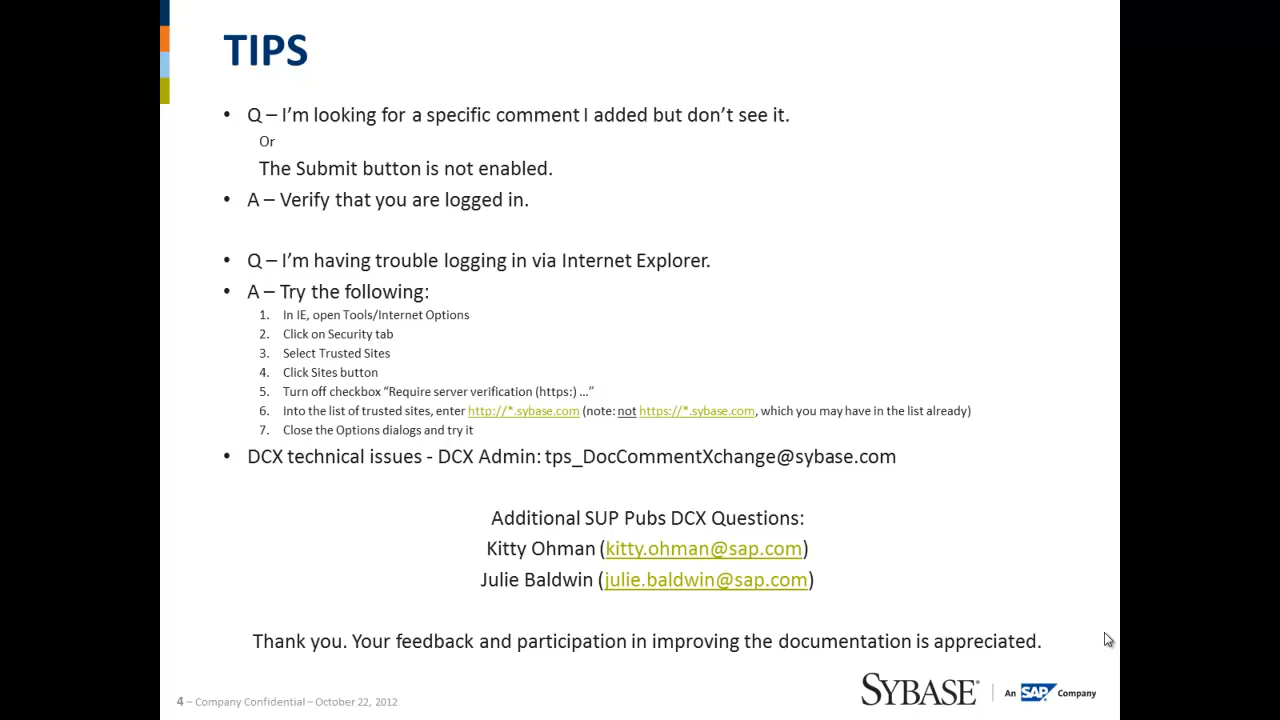 TIPS
• Q – I’m looking for a specific comment I added but don’t see it.
Or
The Submit button is not enabled.
• A – Verify that you are logged in.
• Q – I’m having trouble logging in via Internet Explorer.
• A – Try the following:
1. In IE, open Tools/Internet Options
2. Click on Security tab
3. Select Trusted Sites
4. Click Sites button
5. Turn off checkbox “Require server verification (https:) …”
6. Into the list of trusted sites, enter http://*.sybase.com (note: not https://*.sybase.com, which you may have in the list already)
7. Close the Options dialogs and try it
• DCX technical issues - DCX Admin: tps_DocCommentXchange@sybase.com
Additional SUP Pubs DCX Questions:
Kitty Ohman (kitty.ohman@sap.com)
Julie Baldwin (julie.baldwin@sap.com)
Thank you. Your feedback and participation in improving the documentation is appreciated.
4 – Company Confidential – October 22, 2012
SYBASE® An SAP Company